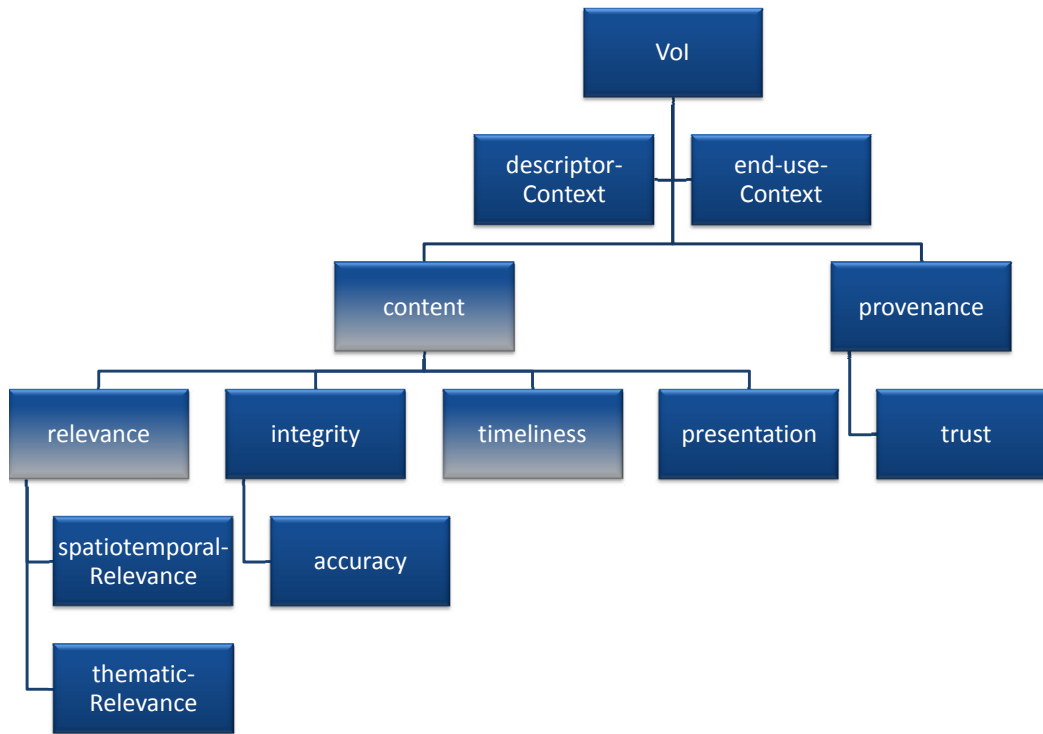 VoI
descriptor-
Context
end-use-
Context
content
provenance
relevance
integrity
timeliness
presentation
trust
spatiotemporal-
Relevance
accuracy
thematic-
Relevance